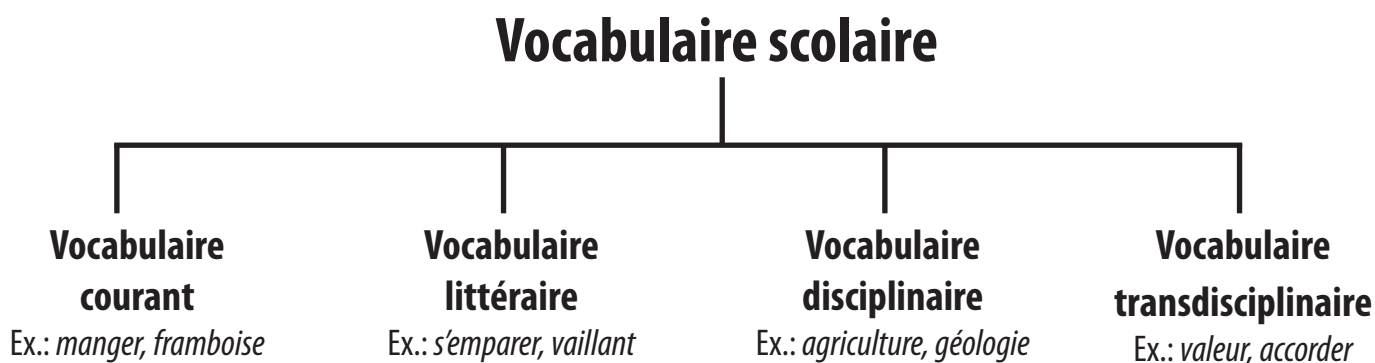 Vocabulaire scolaire
Vocabulaire
courant
Ex.: manger, framboise
Vocabulaire
littéraire
Ex.: s'emparer, vaillant
Vocabulaire
disciplinaire
Ex.: agriculture, géologie
Vocabulaire
transdisciplinaire
Ex.: valeur, accorder